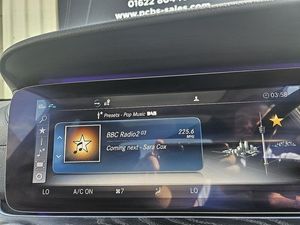 www.pcbs-sales.com
03:58
Presets - Pop Music DAB
BBC Radio2
225.6
MHz
Coming next - Sara Cox
LO
A/C ON
7
LO